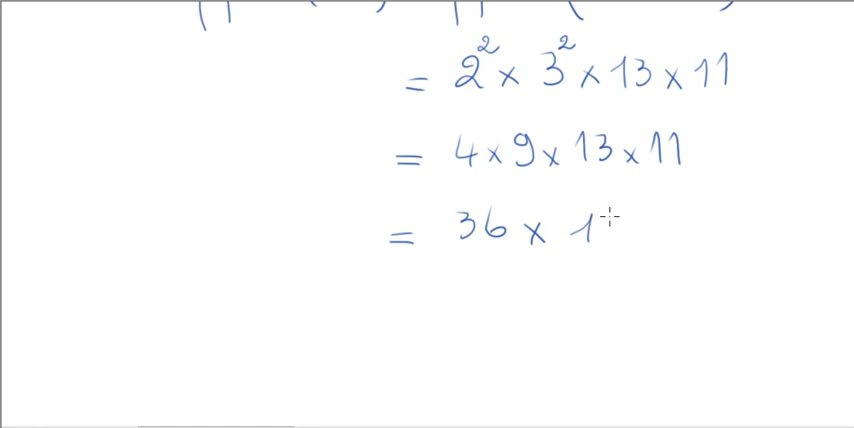 = 2² × 3² × 13 × 11
= 4 × 9 × 13 × 11
= 36 × 1